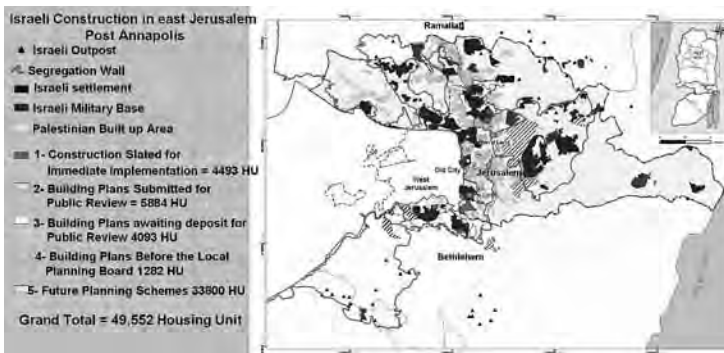 Israeli Construction in east Jerusalem
Post Annapolis
Israeli Outpost
Segregation Wall
Israeli settlement
Israeli Military Base
Palestinian Built up Area
1- Construction Slated for
Immediate Implementation = 4493 HU
2- Building Plans Submitted for
Public Review = 5884 HU
3- Building Plans awaiting deposit for
Public Review 4093 HU
4- Building Plans Before the Local
Planning Board 1282 HU
5- Future Planning Schemes 33800 HU
Grand Total = 49,552 Housing Unit
Ramallah
Old City
West
Jerusalem
Jerusalem
Bethlehem